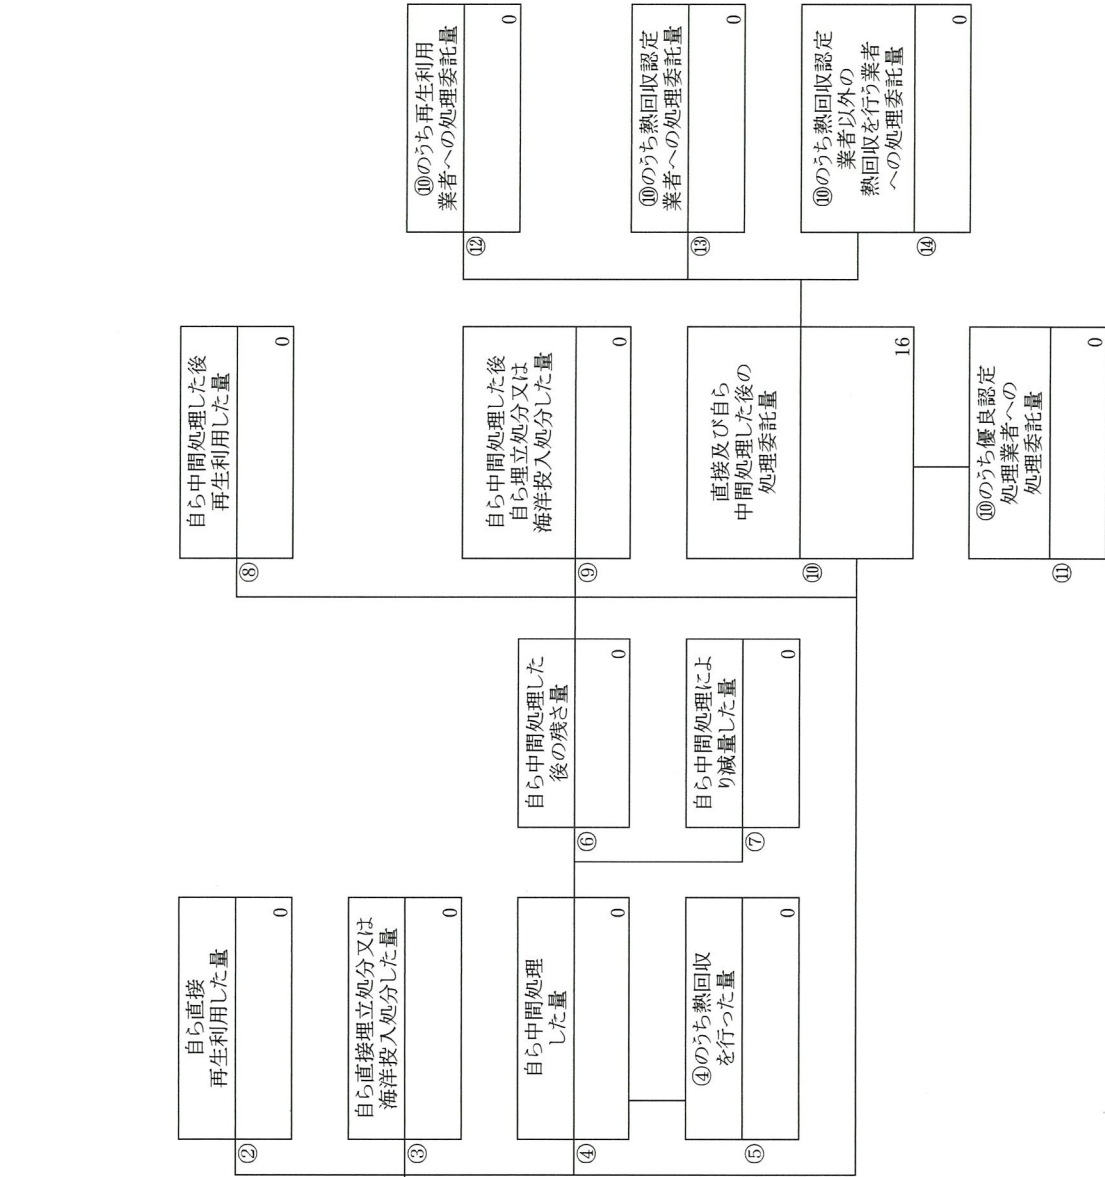 ②
自ら直接
再生利用した量
0
③
自ら直接埋立処分又は
海洋投入処分した量
0
④
自ら中間処理
した量
0
⑤
④のうち熱回収
を行った量
0
⑥
自ら中間処理した
後の残さ量
0
⑦
自ら中間処理によ
り減量した量
0
⑧
自ら中間処理した後
再生利用した量
0
⑨
自ら中間処理した後
自ら埋立処分又は
海洋投入処分した量
0
⑩
直接及び自ら
中間処理した後の
処理委託量
16
⑪
⑩のうち優良認定
処理業者への
処理委託量
0
⑫
⑩のうち再生利用
業者への処理委託量
0
⑬
⑩のうち熱回収認定
業者への処理委託量
0
⑭
⑩のうち熱回収認定
業者以外の
熱回収を行う業者
への処理委託量
0